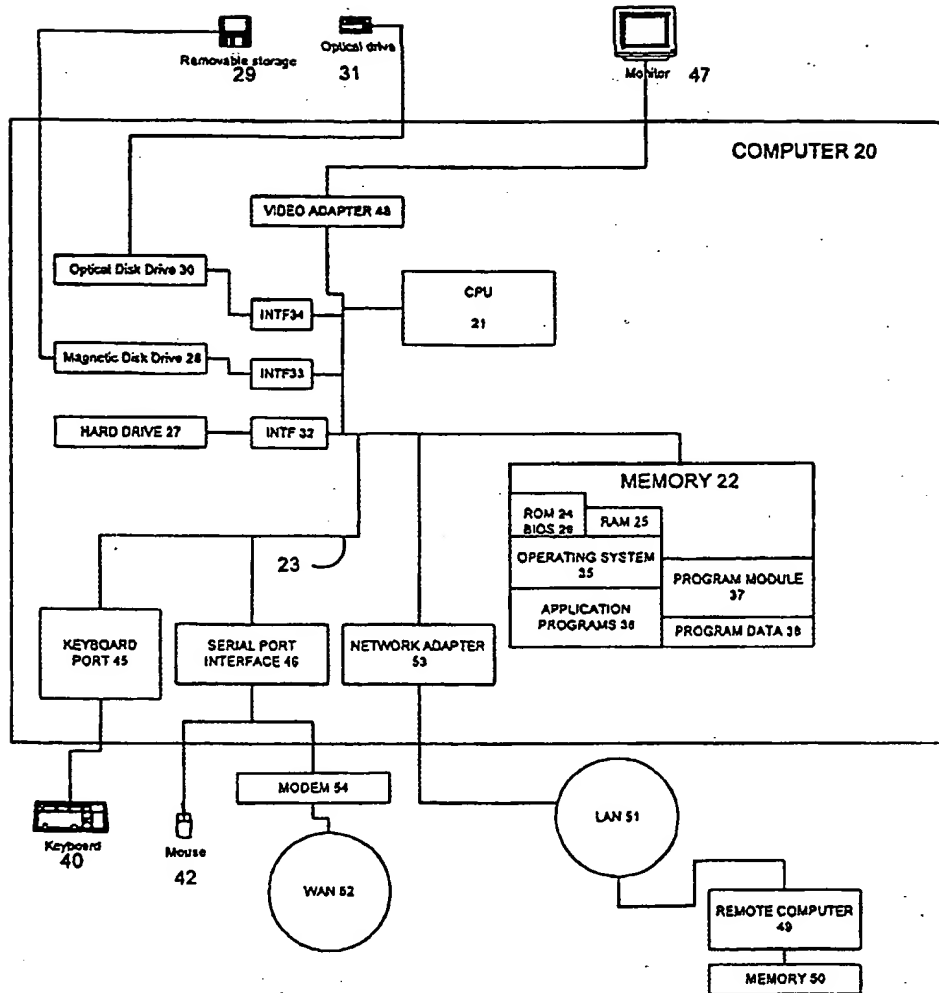 Removable storage
29
Optical drive
31
Monitor 47
COMPUTER 20
VIDEO ADAPTER 48
Optical Disk Drive 30
CPU
21
INTF34
Magnetic Disk Drive 28
INTF33
HARD DRIVE 27
INTF 32
MEMORY 22
ROM 24
BIOS 26
RAM 25
OPERATING SYSTEM
35
PROGRAM MODULE
37
APPLICATION
PROGRAMS 36
PROGRAM DATA 38
23
KEYBOARD
PORT 45
SERIAL PORT
INTERFACE 46
NETWORK ADAPTER
53
MODEM 54
LAN 51
Keyboard
40
Mouse
42
WAN 52
REMOTE COMPUTER
49
MEMORY 50